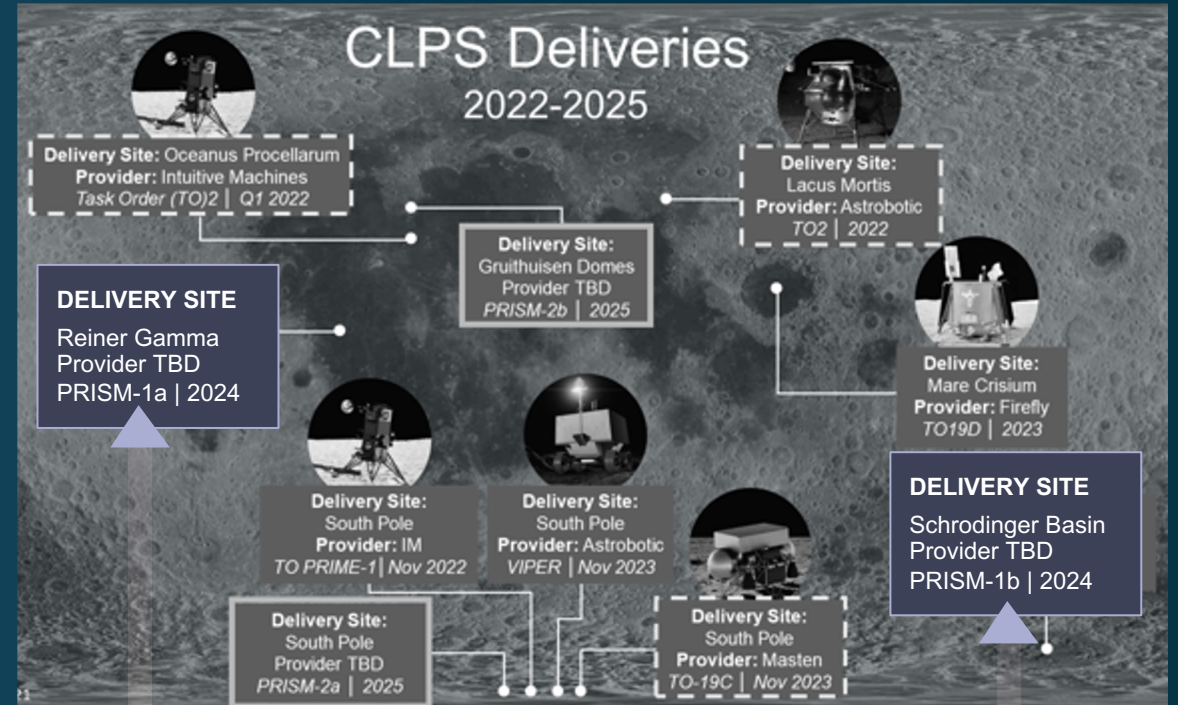 CLPS Deliveries
2022-2025
Delivery Site: Oceanus Procellarum
Provider: Intuitive Machines
Task Order (TO)2 | Q1 2022
Delivery Site:
Lacus Mortis
Provider: Astrobotic
TO2 | 2022
Delivery Site:
Gruithuisen Domes
Provider TBD
PRISM-2b | 2025
DELIVERY SITE
Reiner Gamma
Provider TBD
PRISM-1a | 2024
Delivery Site:
Mare Crisium
Provider: Firefly
TO19D | 2023
Delivery Site:
South Pole
Provider: IM
TO PRIME-1 | Nov 2022
Delivery Site:
South Pole
Provider: Astrobotic
VIPER | Nov 2023
DELIVERY SITE
Schrodinger Basin
Provider TBD
PRISM-1b | 2024
Delivery Site:
South Pole
Provider TBD
PRISM-2a | 2025
Delivery Site:
South Pole
Provider: Masten
TO-19C | Nov 2023